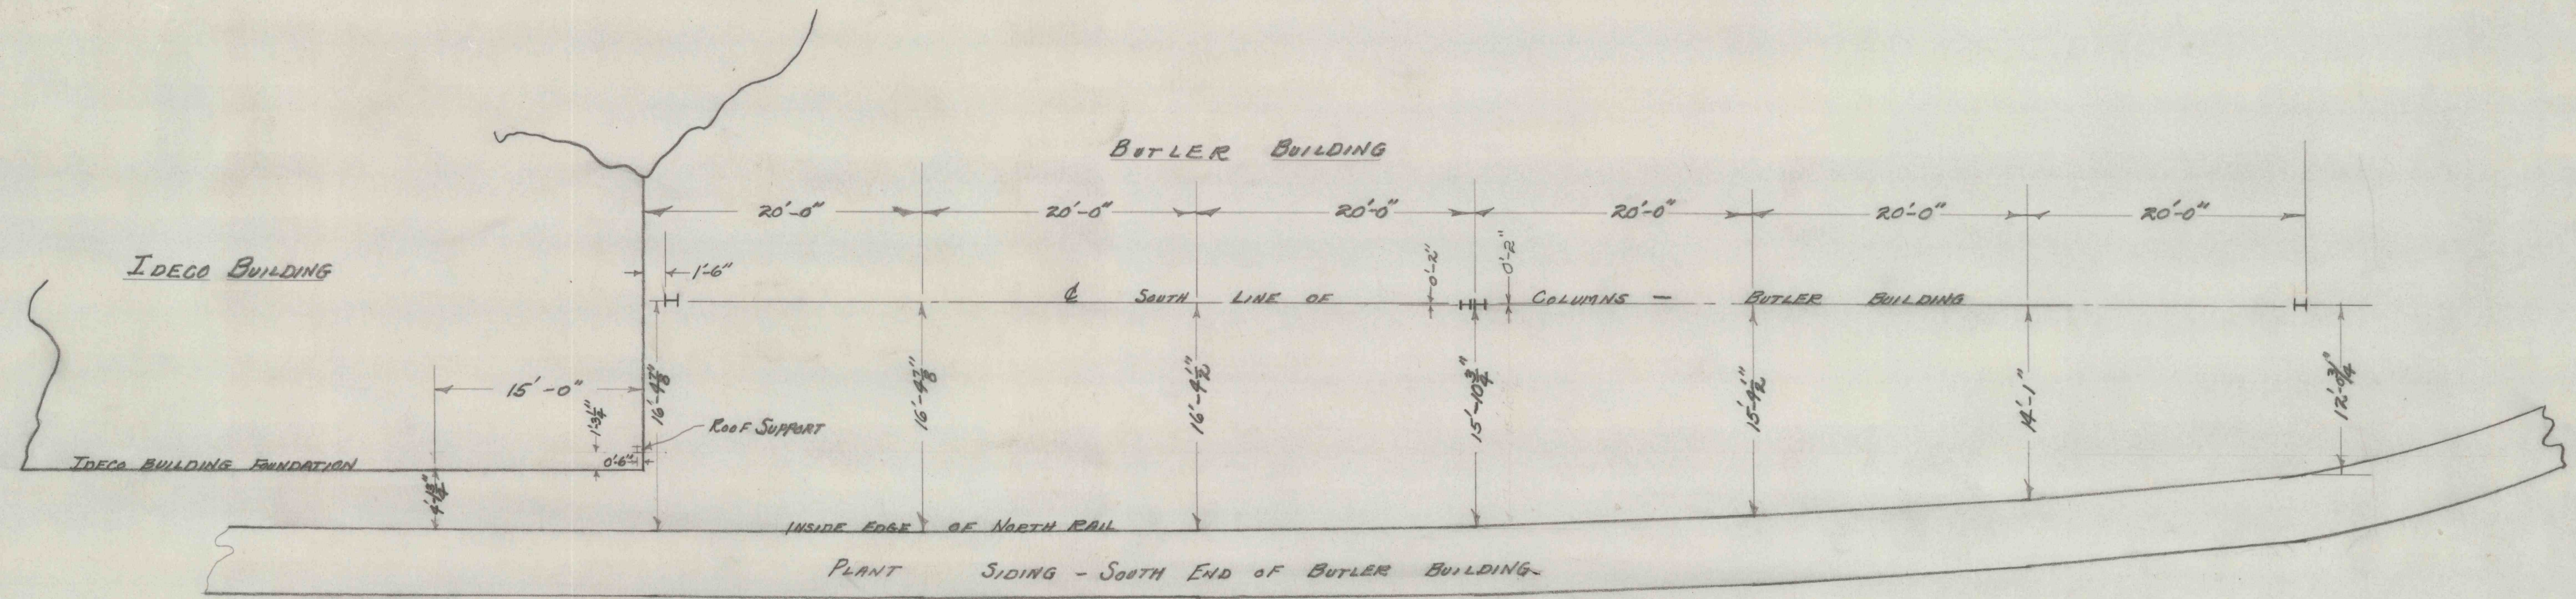 BUTLER BUILDING
20'-0" 20'-0" 20'-0" 20'-0" 20'-0" 20'-0"
IDECO BUILDING
1'-6"
0'-2" 0'-2"
℄ SOUTH LINE OF COLUMNS - BUTLER BUILDING
15'-0"
1'-3¼"
16'-4⅞" 16'-4⅞" 16'-4½" 15'-10¾" 15'-4½" 14'-1" 12'-6¾"
ROOF SUPPORT
IDECO BUILDING FOUNDATION
0'-6"
INSIDE EDGE OF NORTH RAIL
PLANT SIDING - SOUTH END OF BUTLER BUILDING